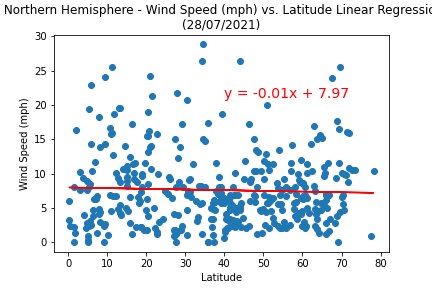 Northern Hemisphere - Wind Speed (mph) vs. Latitude Linear Regressio
(28/07/2021)
30
25
20
15
10
5
0
Wind Speed (mph)
y = -0.01x + 7.97
0 10 20 30 40 50 60 70 80
Latitude